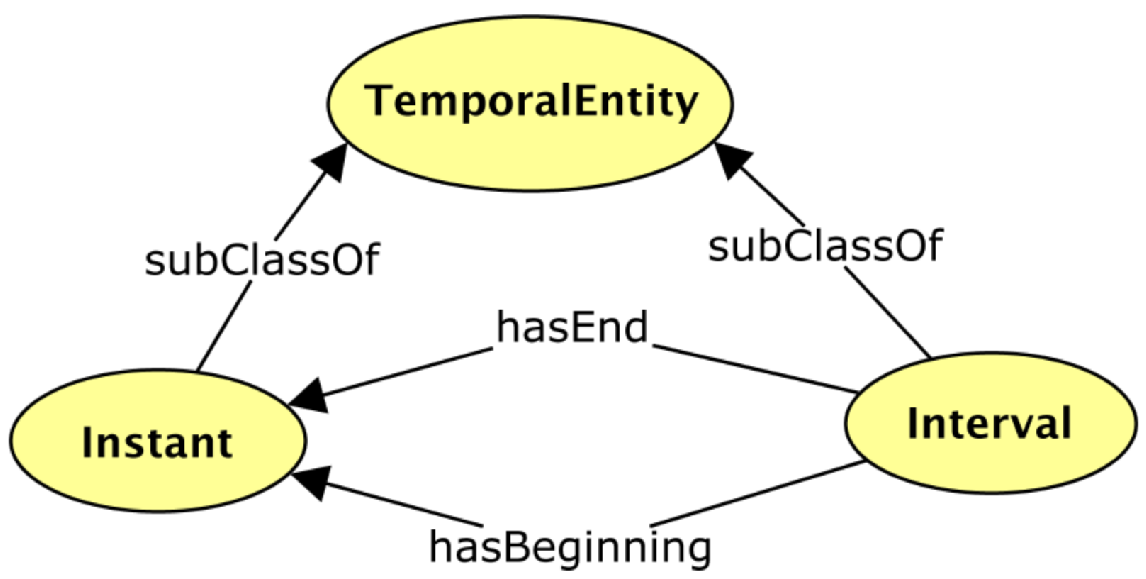 TemporalEntity
subClassOf
subClassOf
hasEnd
Instant
Interval
hasBeginning